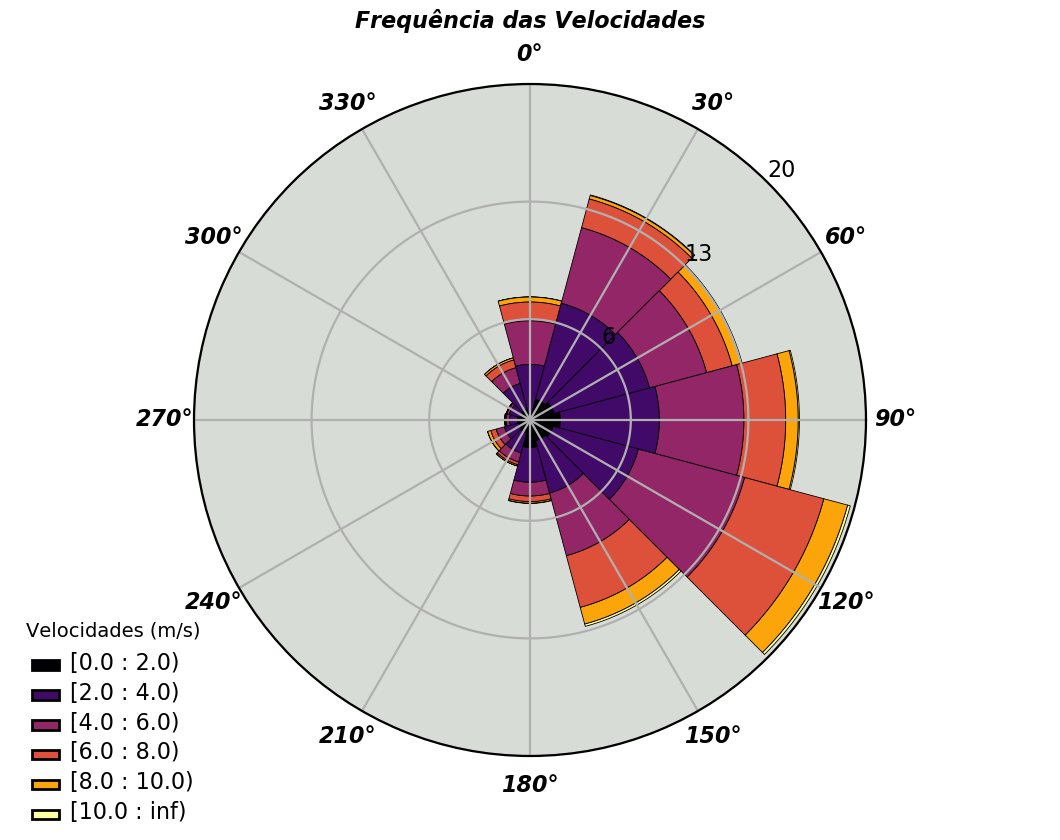 Frequência das Velocidades
0°
330°
30°
20
300°
60°
13
6
270°
90°
240°
120°
210°
150°
180°
Velocidades (m/s)
[0.0 : 2.0)
[2.0 : 4.0)
[4.0 : 6.0)
[6.0 : 8.0)
[8.0 : 10.0)
[10.0 : inf)